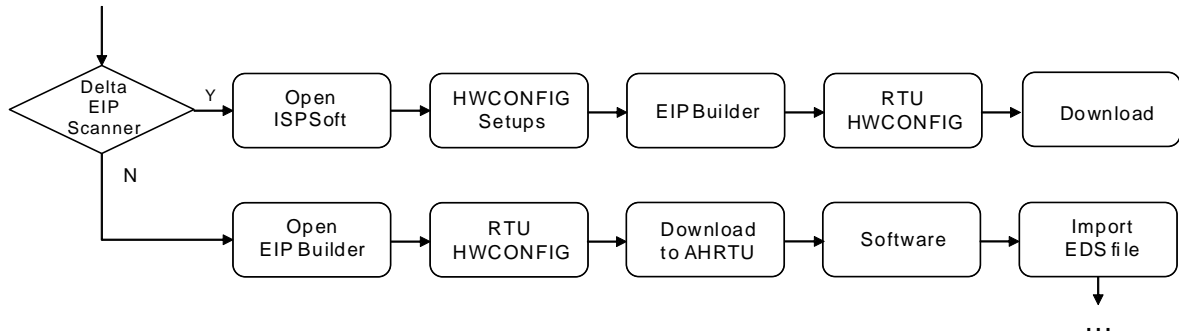 Delta
EIP
Scanner
Y
Open
ISPSoft
HWCONFIG
Setups
EIP Builder
RTU
HWCONFIG
Download
N
Open
EIP Builder
RTU
HWCONFIG
Download
to AHRTU
Software
Import
EDS file
...